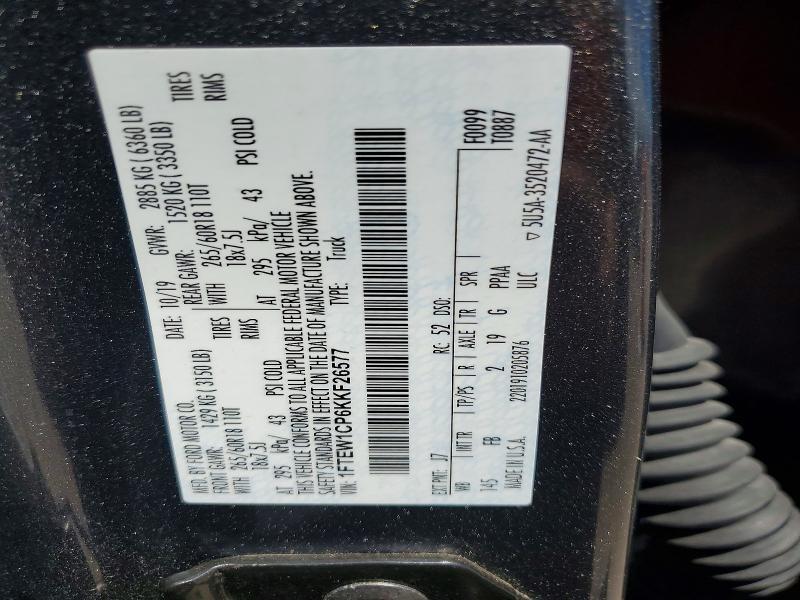 MFD. BY FORD MOTOR CO.
DATE: 10/19 GVWR: 2885 KG ( 6360 LB)
FRONT GAWR: 1429 KG ( 3150 LB) REAR GAWR: 1520 KG ( 3350 LB)
WITH 265/60R18 110T TIRES WITH 265/60R18 110T TIRES
18x7.5J RIMS 18x7.5J RIMS
AT 295 kPa/ 43 PSI COLD AT 295 kPa/ 43 PSI COLD
THIS VEHICLE CONFORMS TO ALL APPLICABLE FEDERAL MOTOR VEHICLE
SAFETY STANDARDS IN EFFECT ON THE DATE OF MANUFACTURE SHOWN ABOVE.
VIN: 1FTEW1CP6KKF26577 TYPE: Truck
EXT PNT: J7 RC: 52 DSO:
WB INT TR TP/PS R AXLE TR SPR F0099
145 FB 2 19 G PPAA T0887
MADE IN U.S.A. 2201910205876 ULC
▽ 5U5A-3520472-AA